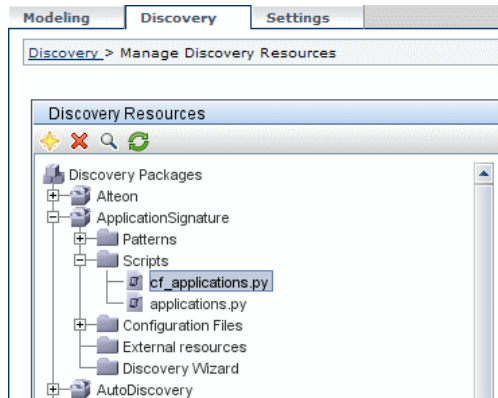 Modeling Discovery Settings
Discovery > Manage Discovery Resources
Discovery Resources
Discovery Packages
Alteon
ApplicationSignature
Patterns
Scripts
cf_applications.py
applications.py
Configuration Files
External resources
Discovery Wizard
AutoDiscovery